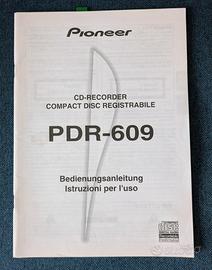 Pioneer
CD-RECORDER
COMPACT DISC REGISTRABILE
PDR-609
Bedienungsanleitung
Istruzioni per l'uso